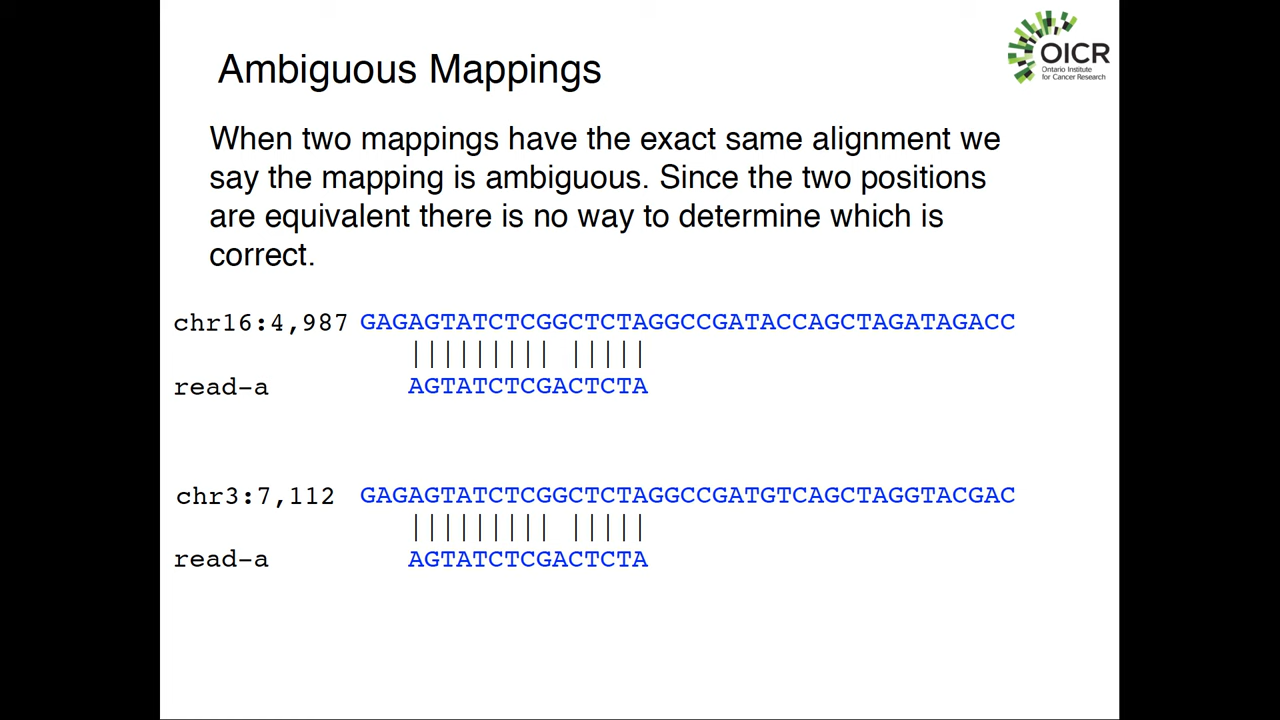 OICR
Ontario Institute
for Cancer Research
Ambiguous Mappings
When two mappings have the exact same alignment we
say the mapping is ambiguous. Since the two positions
are equivalent there is no way to determine which is
correct.
chr16:4,987 GAGAGTATCTCGGCTCTAGGCCGATACCAGCTAGATAGACC
||||||||| |||||
read-a AGTATCTCGACTCTA
chr3:7,112 GAGAGTATCTCGGCTCTAGGCCGATGTCAGCTAGGTACGAC
||||||||| |||||
read-a AGTATCTCGACTCTA